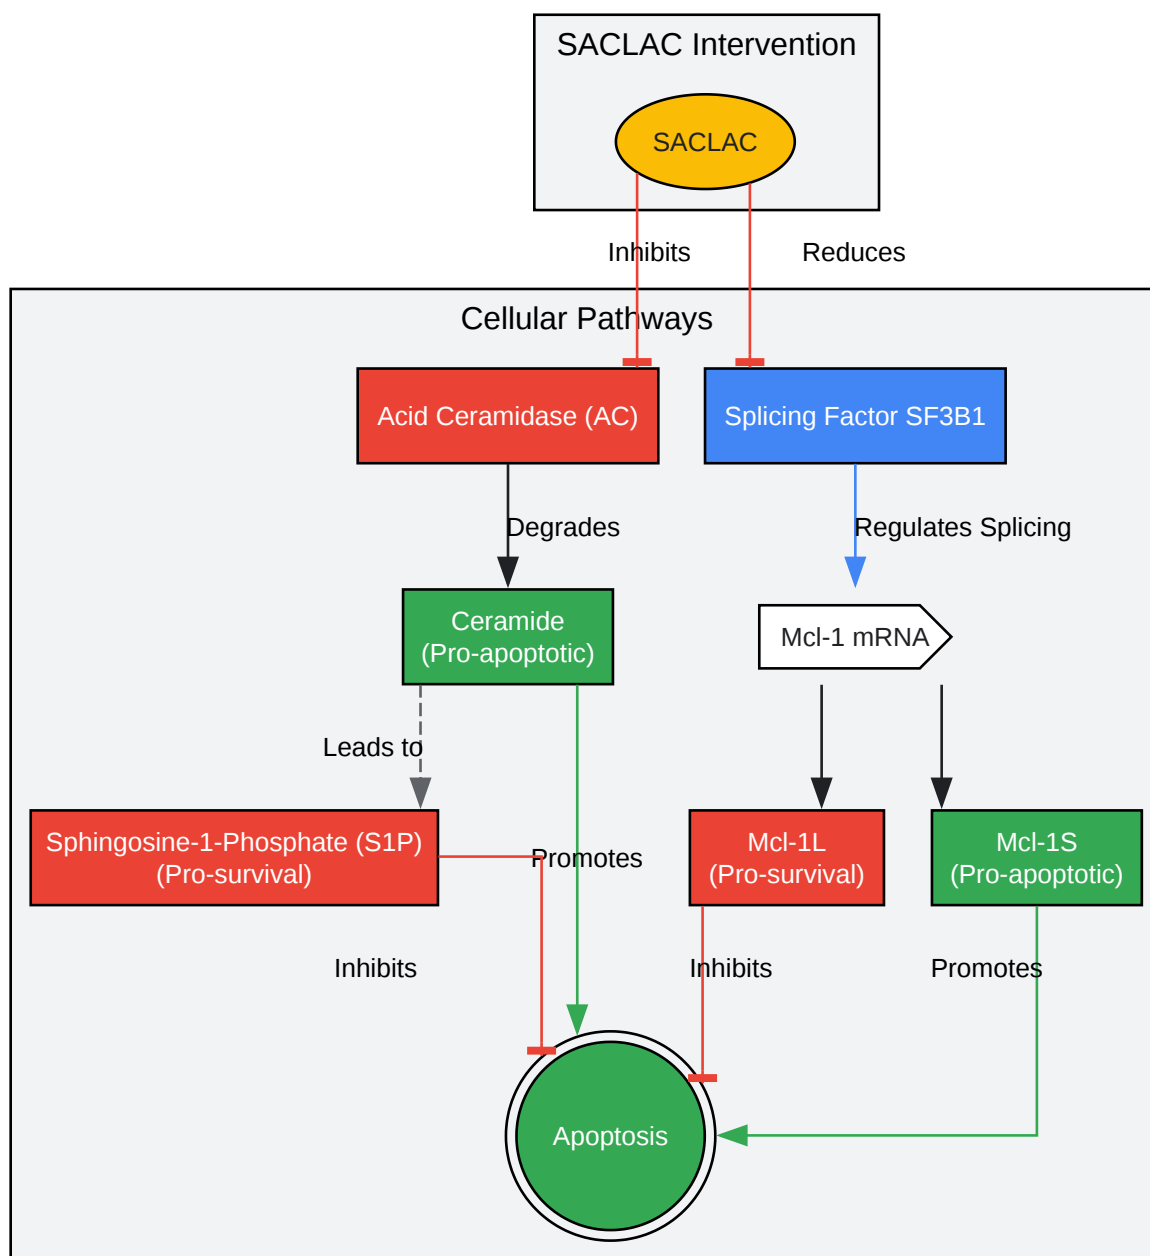 SACLAC Intervention
SACLAC
Inhibits
Reduces
Cellular Pathways
Acid Ceramidase (AC)
Splicing Factor SF3B1
Degrades
Regulates Splicing
Ceramide
(Pro-apoptotic)
Mcl-1 mRNA
Leads to
Sphingosine-1-Phosphate (S1P)
(Pro-survival)
Promotes
Mcl-1L
(Pro-survival)
Mcl-1S
(Pro-apoptotic)
Inhibits
Inhibits
Promotes
Apoptosis